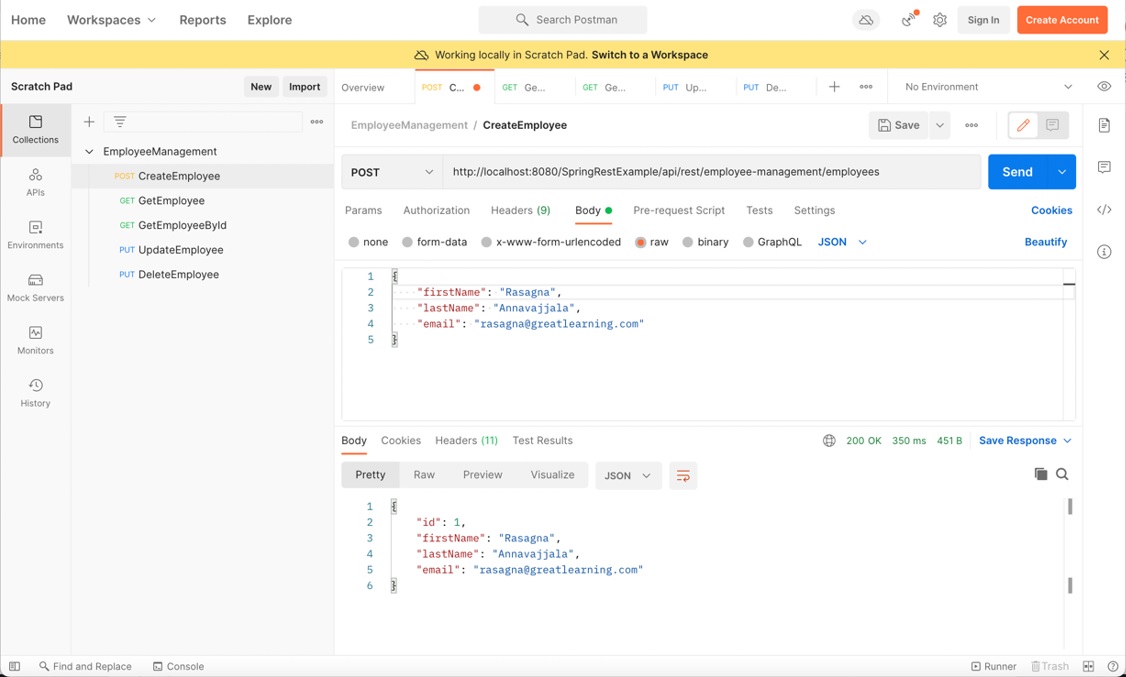 Home Workspaces Reports Explore Search Postman Sign In Create Account
Working locally in Scratch Pad. Switch to a Workspace
Scratch Pad New Import
Overview POST C... GET Ge... GET Ge... PUT Up... PUT De... No Environment
Collections
APIs
Environments
Mock Servers
Monitors
History
EmployeeManagement
POST CreateEmployee
GET GetEmployee
GET GetEmployeeById
PUT UpdateEmployee
PUT DeleteEmployee
EmployeeManagement / CreateEmployee Save
POST http://localhost:8080/SpringRestExample/api/rest/employee-management/employees Send
Params Authorization Headers (9) Body Pre-request Script Tests Settings Cookies
none form-data x-www-form-urlencoded raw binary GraphQL JSON Beautify
1 {
2 "firstName": "Rasagna",
3 "lastName": "Annavajjala",
4 "email": "rasagna@greatlearning.com"
5 }
Body Cookies Headers (11) Test Results 200 OK 350 ms 451 B Save Response
Pretty Raw Preview Visualize JSON
1 {
2 "id": 1,
3 "firstName": "Rasagna",
4 "lastName": "Annavajjala",
5 "email": "rasagna@greatlearning.com"
6 }
Find and Replace Console Runner Trash